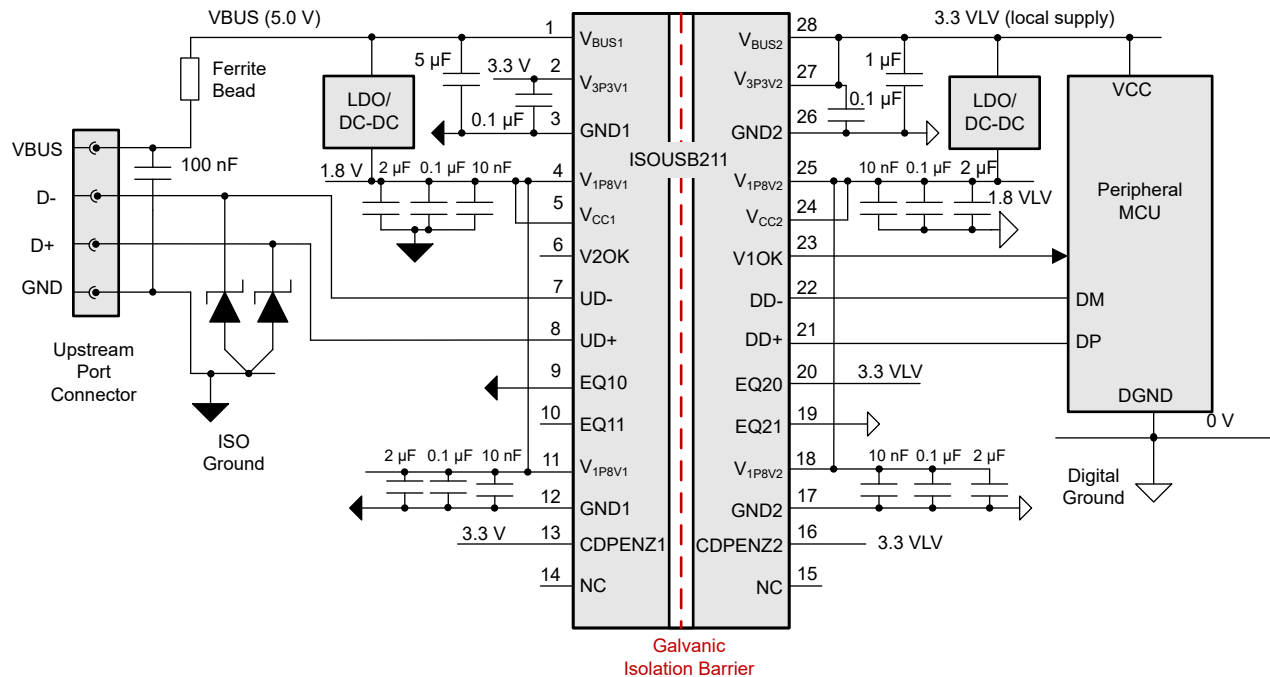 VBUS (5.0 V)
Ferrite
Bead
VBUS
D-
D+
GND
100 nF
Upstream
Port
Connector
ISO
Ground
LDO/
DC-DC
5 µF
3.3 V
0.1 µF
1.8 V
2 µF 0.1 µF 10 nF
2 µF 0.1 µF 10 nF
3.3 V
1 VBUS1
2 V3P3V1
3 GND1
4 V1P8V1
5 VCC1
6 V2OK
7 UD-
8 UD+
9 EQ10
10 EQ11
11 V1P8V1
12 GND1
13 CDPENZ1
14 NC
ISOUSB211
Galvanic
Isolation Barrier
VBUS2 28
V3P3V2 27
GND2 26
V1P8V2 25
VCC2 24
V1OK 23
DD- 22
DD+ 21
EQ20 20
EQ21 19
V1P8V2 18
GND2 17
CDPENZ2 16
NC 15
3.3 VLV (local supply)
1 µF
0.1 µF
LDO/
DC-DC
10 nF 0.1 µF 2 µF
1.8 VLV
3.3 VLV
10 nF 0.1 µF 2 µF
3.3 VLV
VCC
Peripheral
MCU
DM
DP
DGND
0 V
Digital
Ground